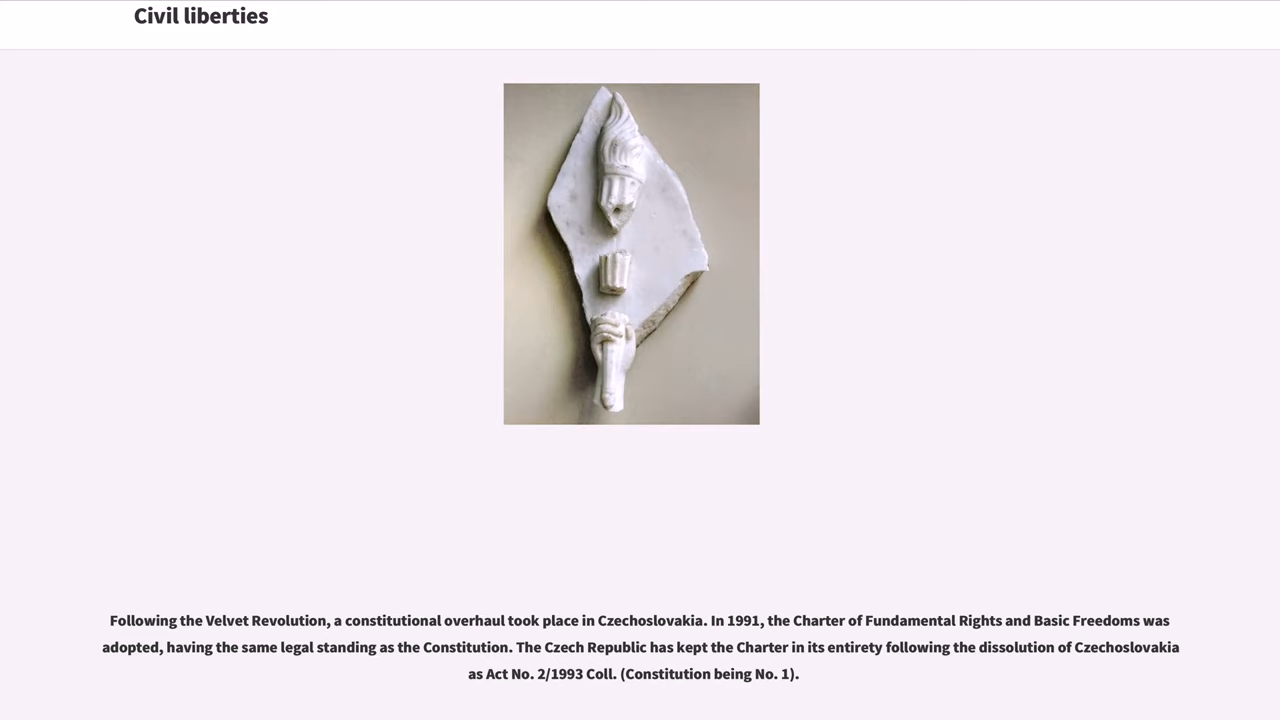 Civil liberties
Following the Velvet Revolution, a constitutional overhaul took place in Czechoslovakia. In 1991, the Charter of Fundamental Rights and Basic Freedoms was
adopted, having the same legal standing as the Constitution. The Czech Republic has kept the Charter in its entirety following the dissolution of Czechoslovakia
as Act No. 2/1993 Coll. (Constitution being No. 1).